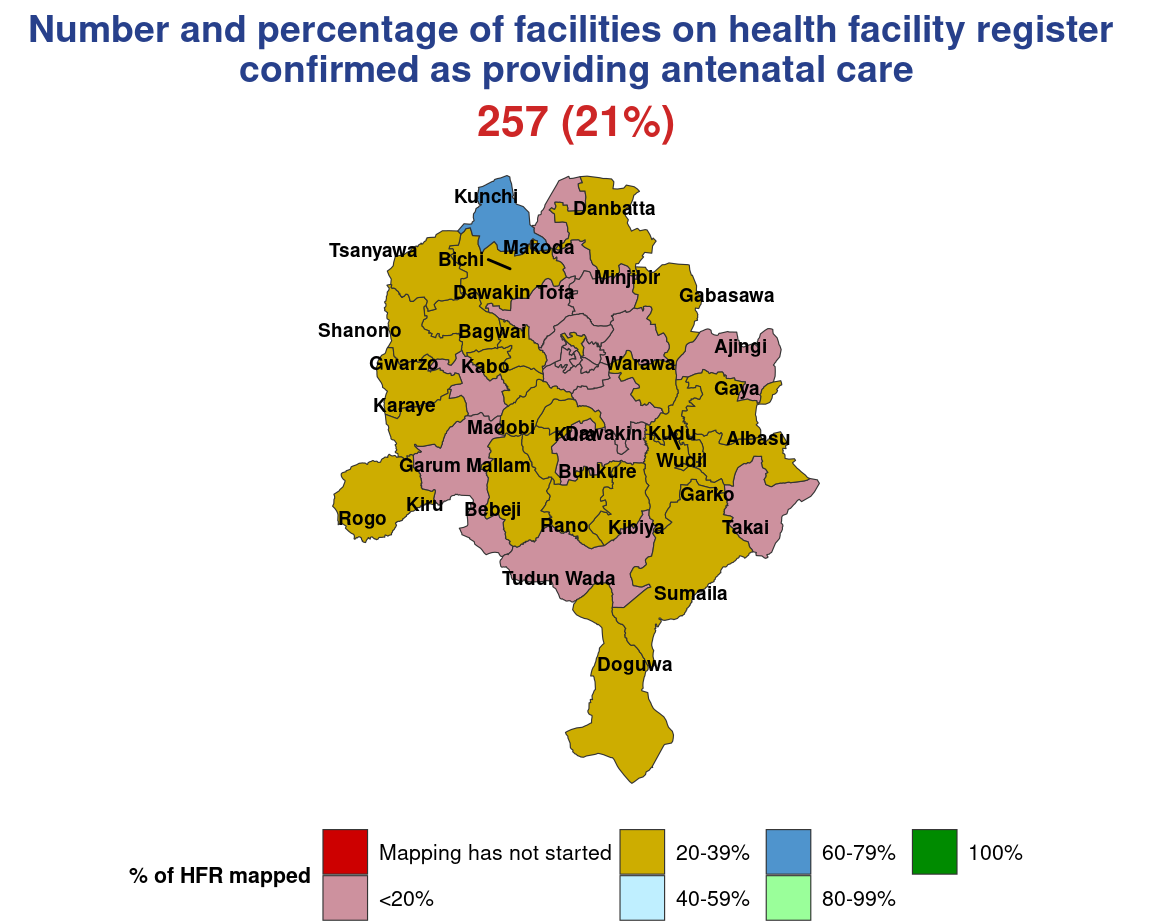 Number and percentage of facilities on health facility register
confirmed as providing antenatal care
257 (21%)
Kunchi
Danbatta
Tsanyawa
Makoda
Bichi
Minjibir
Dawakin Tofa
Gabasawa
Shanono
Bagwai
Ajingi
Gwarzo
Kabo
Warawa
Gaya
Karaye
Madobi
Kura
Dawakin Kudu
Albasu
Garum Mallam
Wudil
Bunkure
Garko
Kiru
Bebeji
Rogo
Rano
Kibiya
Takai
Tudun Wada
Sumaila
Doguwa
% of HFR mapped
Mapping has not started
<20%
20-39%
40-59%
60-79%
80-99%
100%